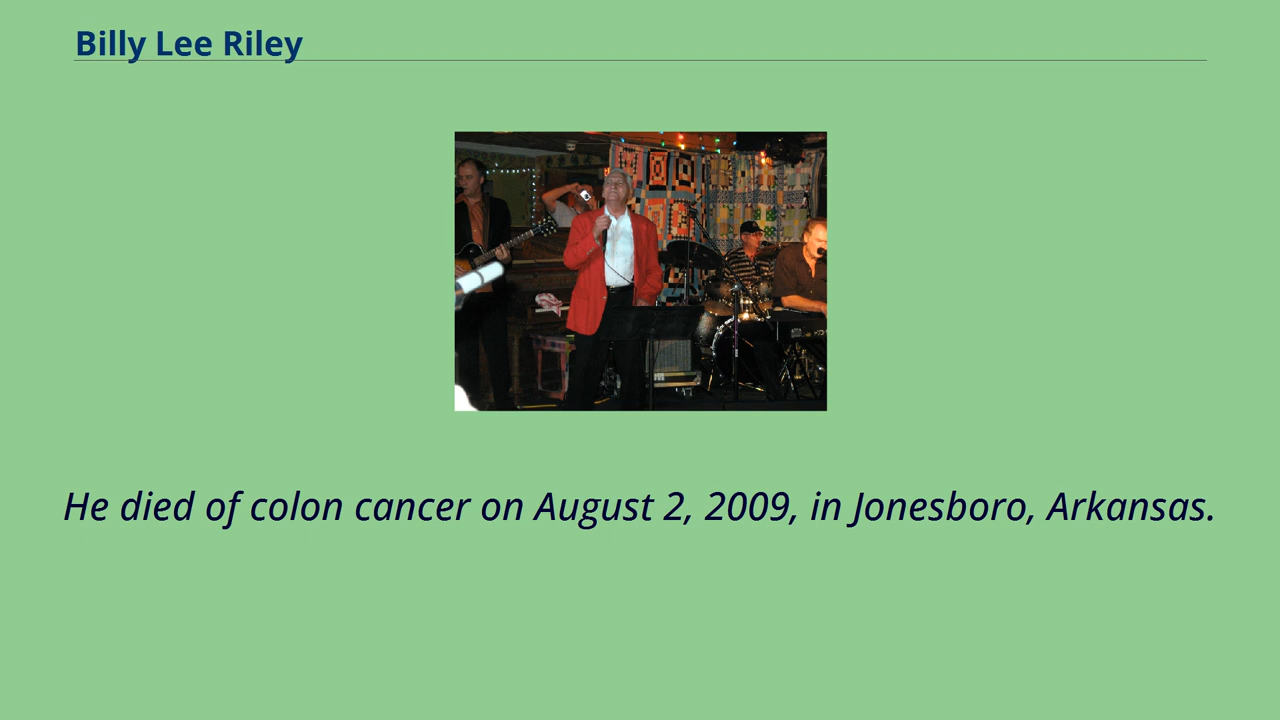 Billy Lee Riley
He died of colon cancer on August 2, 2009, in Jonesboro, Arkansas.